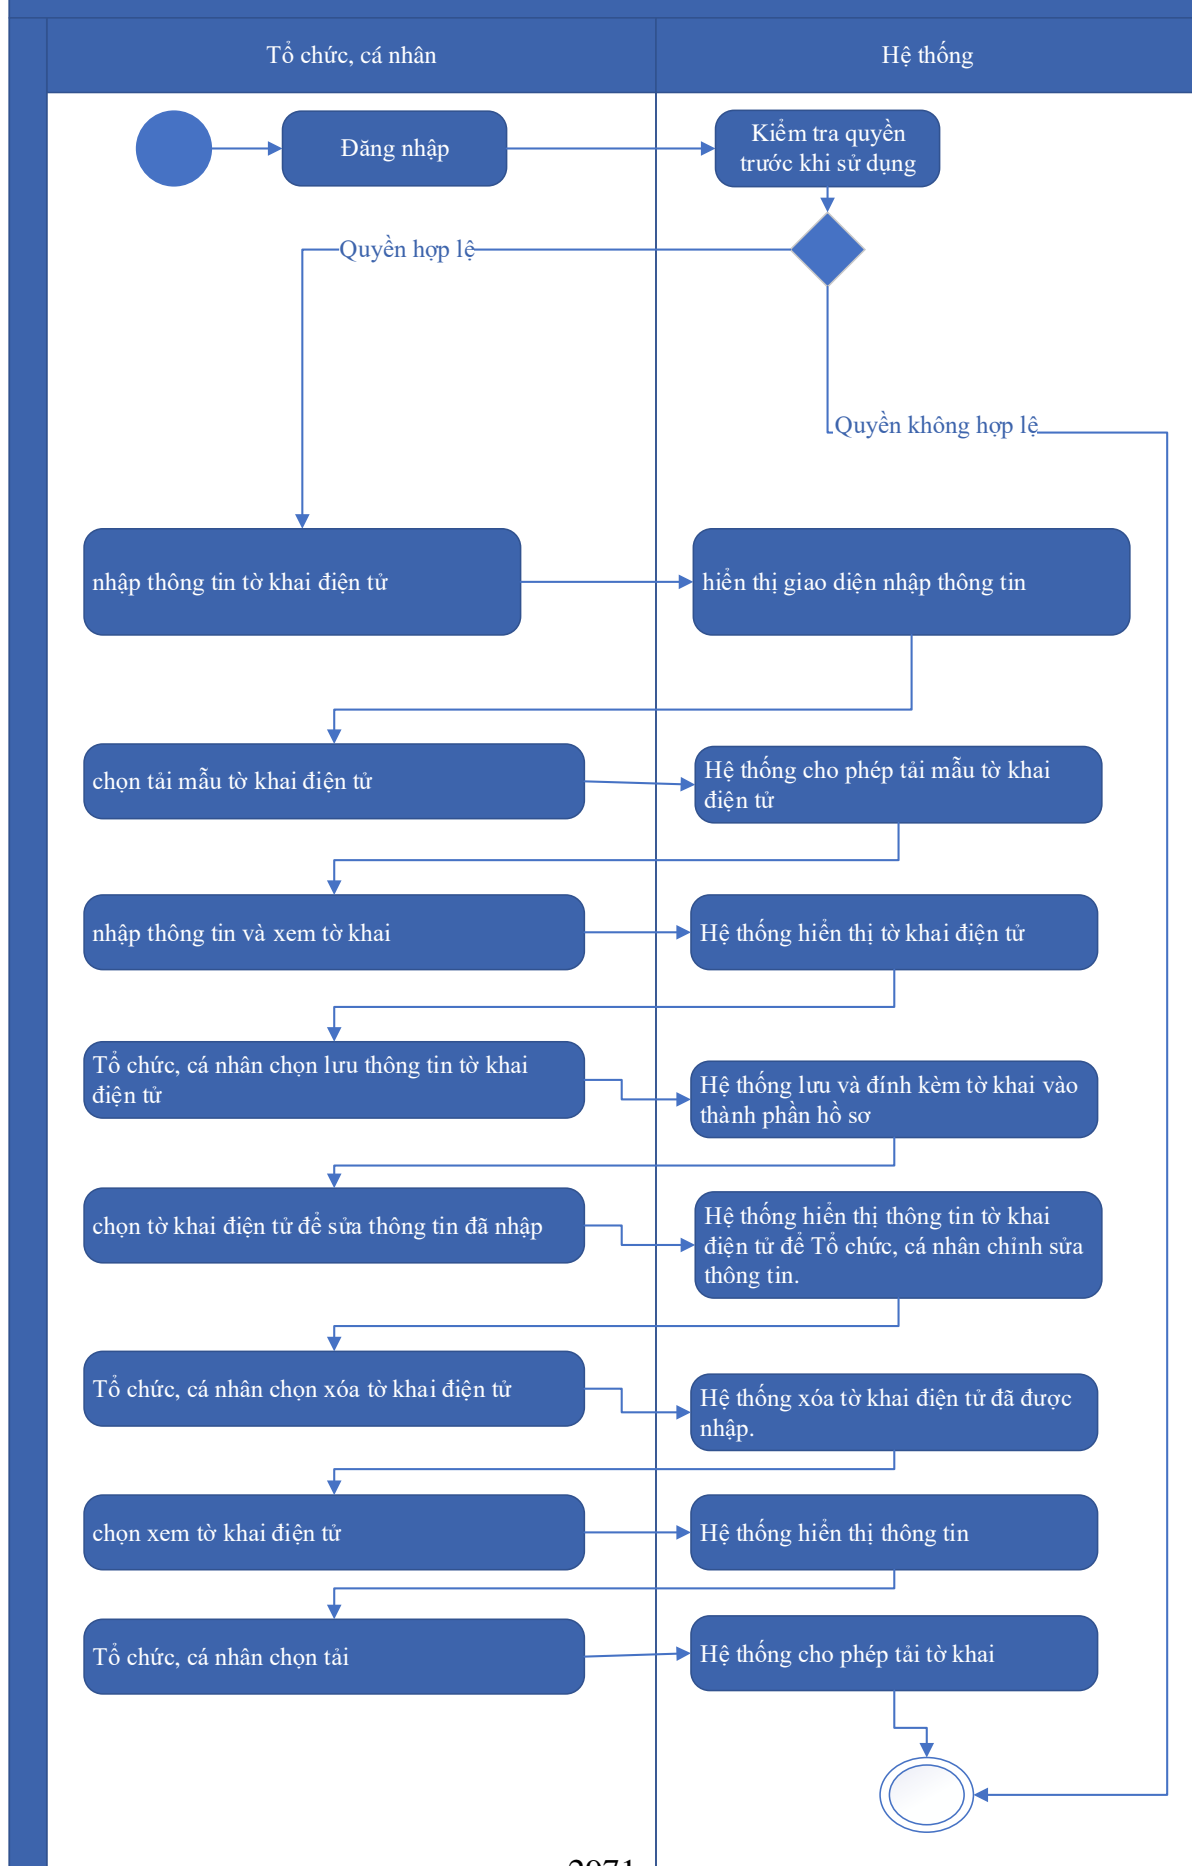 Tổ chức, cá nhân
Hệ thống
Đăng nhập
Kiểm tra quyền
trước khi sử dụng
Quyền hợp lệ
Quyền không hợp lệ
nhập thông tin tờ khai điện tử
hiển thị giao diện nhập thông tin
chọn tải mẫu tờ khai điện tử
Hệ thống cho phép tải mẫu tờ khai
điện tử
nhập thông tin và xem tờ khai
Hệ thống hiển thị tờ khai điện tử
Tổ chức, cá nhân chọn lưu thông tin tờ khai
điện tử
Hệ thống lưu và đính kèm tờ khai vào
thành phần hồ sơ
chọn tờ khai điện tử để sửa thông tin đã nhập
Hệ thống hiển thị thông tin tờ khai
điện tử để Tổ chức, cá nhân chỉnh sửa
thông tin.
Tổ chức, cá nhân chọn xóa tờ khai điện tử
Hệ thống xóa tờ khai điện tử đã được
nhập.
chọn xem tờ khai điện tử
Hệ thống hiển thị thông tin
Tổ chức, cá nhân chọn tải
Hệ thống cho phép tải tờ khai